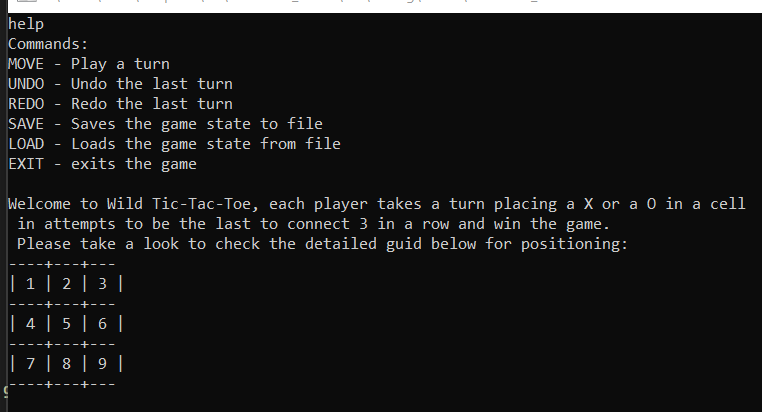 help
Commands:
MOVE - Play a turn
UNDO - Undo the last turn
REDO - Redo the last turn
SAVE - Saves the game state to file
LOAD - Loads the game state from file
EXIT - exits the game

Welcome to Wild Tic-Tac-Toe, each player takes a turn placing a X or a O in a cell
 in attempts to be the last to connect 3 in a row and win the game.
 Please take a look to check the detailed guid below for positioning:
----+---+---
| 1 | 2 | 3 |
----+---+---
| 4 | 5 | 6 |
----+---+---
| 7 | 8 | 9 |
----+---+---